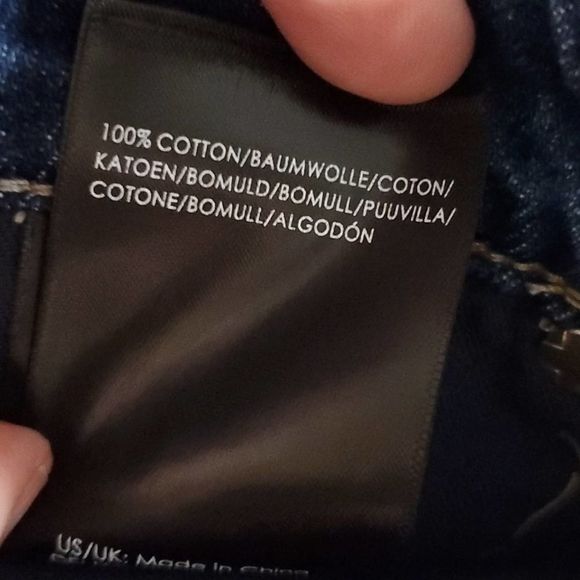 100% COTTON/BAUMWOLLE/COTON/
KATOEN/BOMULD/BOMULL/PUUVILLA/
COTONE/BOMULL/ALGODÓN
US/UK: Made in China